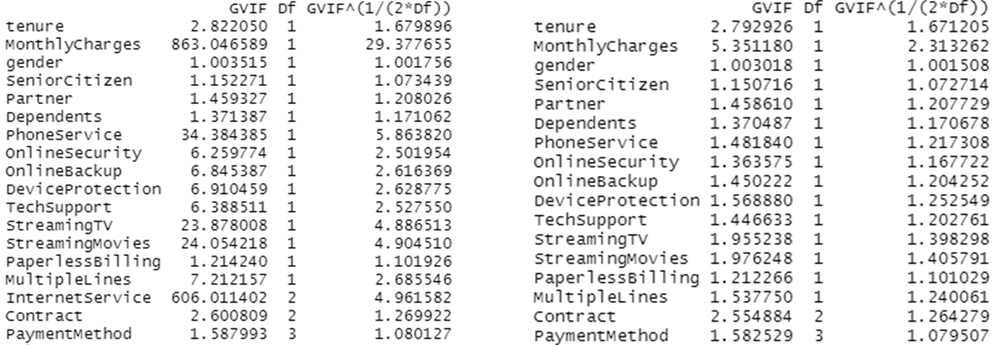 GVIF Df GVIF^(1/(2*Df))
tenure 2.822050 1 1.679896
MonthlyCharges 863.046589 1 29.377655
gender 1.003515 1 1.001756
SeniorCitizen 1.152271 1 1.073439
Partner 1.459327 1 1.208026
Dependents 1.371387 1 1.171062
PhoneService 34.384385 1 5.863820
OnlineSecurity 6.259774 1 2.501954
OnlineBackup 6.845387 1 2.616369
DeviceProtection 6.910459 1 2.628775
TechSupport 6.388511 1 2.527550
StreamingTV 23.878008 1 4.886513
StreamingMovies 24.054218 1 4.904510
PaperlessBilling 1.214240 1 1.101926
MultipleLines 7.212157 1 2.685546
InternetService 606.011402 2 4.961582
Contract 2.600809 2 1.269922
PaymentMethod 1.587993 3 1.080127
GVIF Df GVIF^(1/(2*Df))
tenure 2.792926 1 1.671205
MonthlyCharges 5.351180 1 2.313262
gender 1.003018 1 1.001508
SeniorCitizen 1.150716 1 1.072714
Partner 1.458610 1 1.207729
Dependents 1.370487 1 1.170678
PhoneService 1.481840 1 1.217308
OnlineSecurity 1.363575 1 1.167722
OnlineBackup 1.450222 1 1.204252
DeviceProtection 1.568880 1 1.252549
TechSupport 1.446633 1 1.202761
StreamingTV 1.955238 1 1.398298
StreamingMovies 1.976248 1 1.405791
PaperlessBilling 1.212266 1 1.101029
MultipleLines 1.537750 1 1.240061
Contract 2.554884 2 1.264279
PaymentMethod 1.582529 3 1.079507